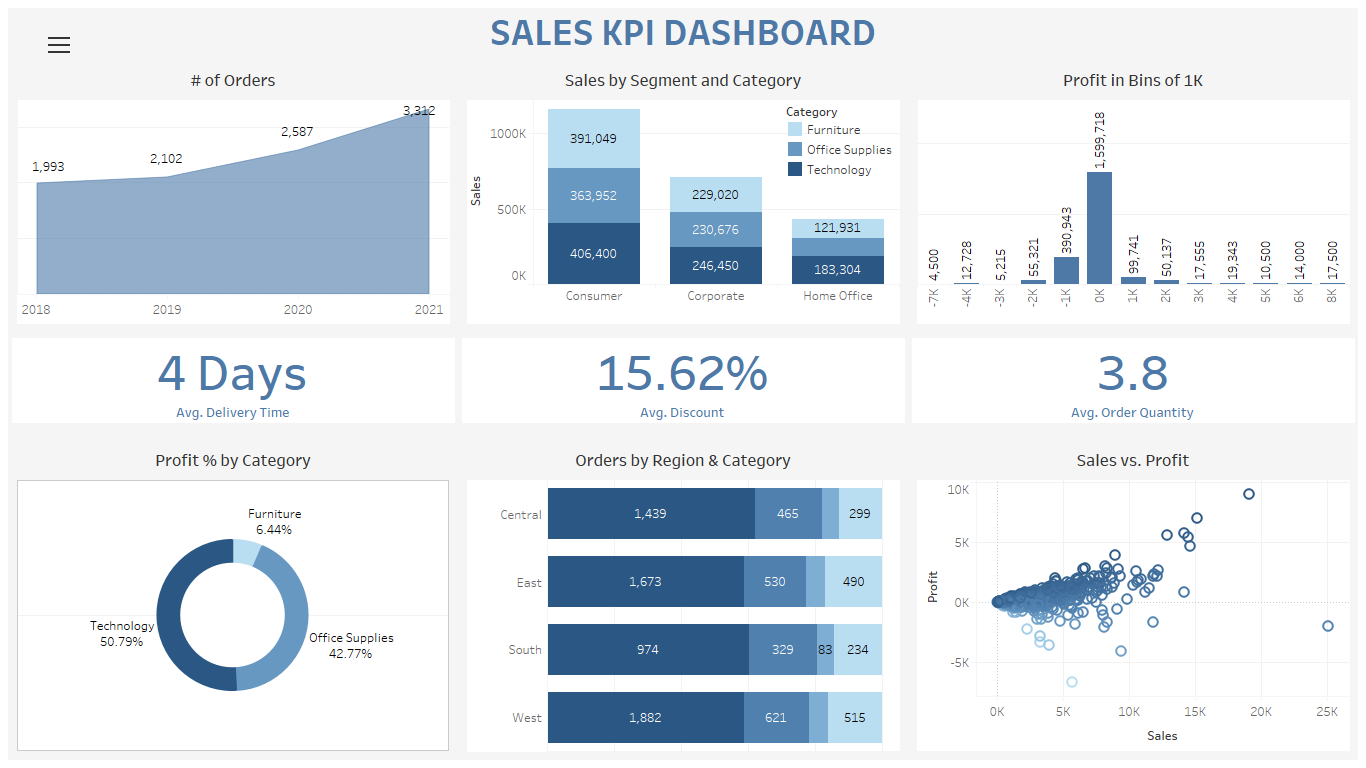 SALES KPI DASHBOARD
# of Orders
1,993
2,102
2,587
3,312
2018
2019
2020
2021
Sales by Segment and Category
Category
Furniture
Office Supplies
Technology
Sales
1000K
500K
0K
391,049
363,952
406,400
229,020
230,676
246,450
121,931
183,304
Consumer
Corporate
Home Office
Profit in Bins of 1K
4,500
12,728
5,215
55,321
390,943
1,599,718
99,741
50,137
17,555
19,343
10,500
14,000
17,500
-7K
-4K
-3K
-2K
-1K
0K
1K
2K
3K
4K
5K
6K
8K
4 Days
Avg. Delivery Time
15.62%
Avg. Discount
3.8
Avg. Order Quantity
Profit % by Category
Furniture
6.44%
Technology
50.79%
Office Supplies
42.77%
Orders by Region & Category
Central
1,439
465
299
East
1,673
530
490
South
974
329
83
234
West
1,882
621
515
Sales vs. Profit
Profit
10K
5K
0K
-5K
0K
5K
10K
15K
20K
25K
Sales